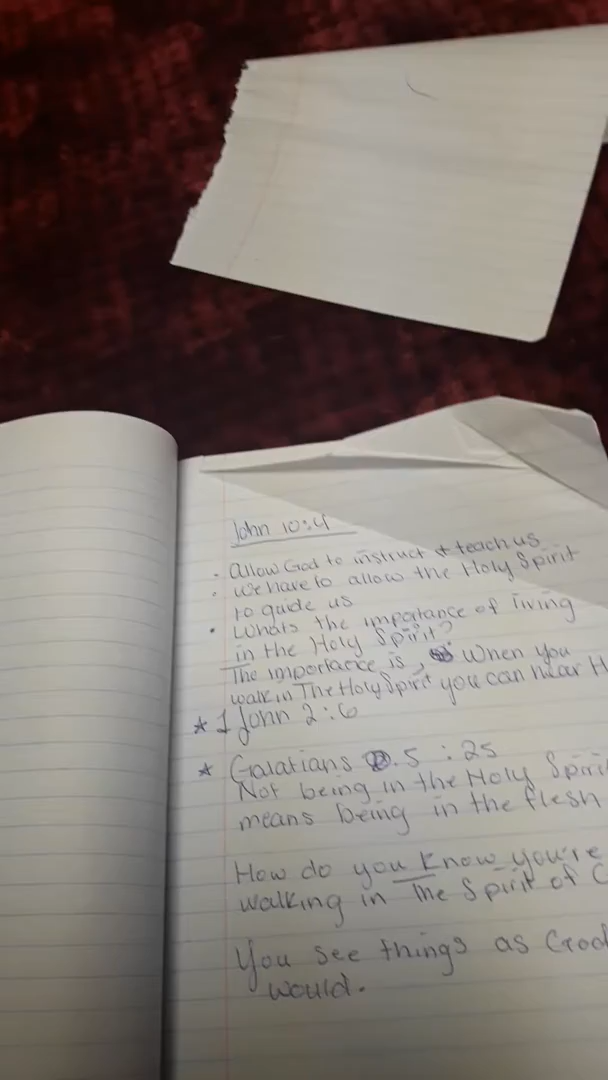 John 10:4
• Allow God to instruct & teach us
• we have to allow the Holy Spirit
to guide us
• Whats the importance of living
in the Holy Spirit?
The importance is, When you
walk in The Holy Spirit you can hear H
* 1 John 2:6
* Galatians 5:25
Not being in the Holy Spiri
means being in the flesh
How do you know you're
walking in The Spirit of
You see things as God
would.